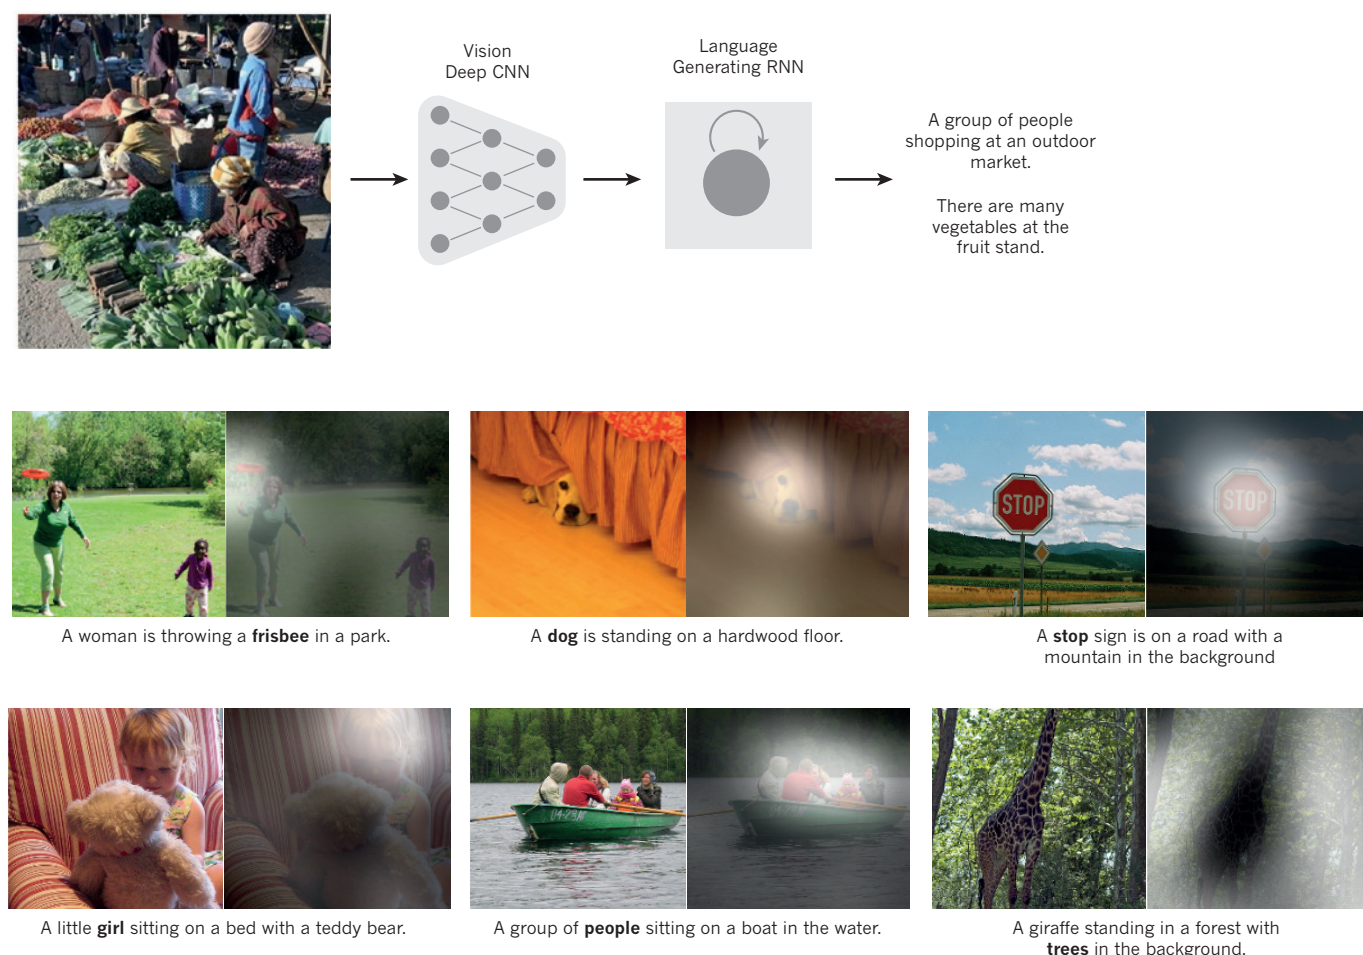 Vision
Deep CNN
Language
Generating RNN
A group of people
shopping at an outdoor
market.
There are many
vegetables at the
fruit stand.
STOP
STOP
A woman is throwing a frisbee in a park.
A dog is standing on a hardwood floor.
A stop sign is on a road with a
mountain in the background
A little girl sitting on a bed with a teddy bear.
A group of people sitting on a boat in the water.
A giraffe standing in a forest with
trees in the background.